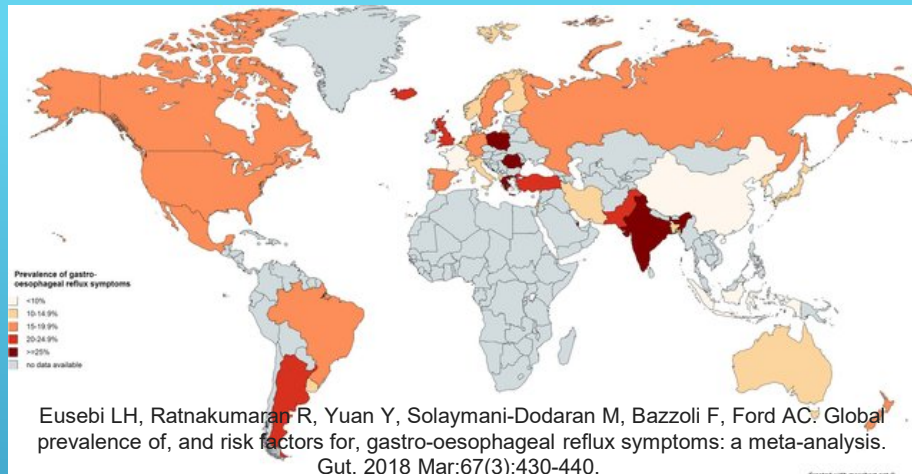 Prevalence of gastro-
oesophageal reflux symptoms
<10%
10-14.9%
15-19.9%
20-24.9%
>=25%
no data available
Eusebi LH, Ratnakumaran R, Yuan Y, Solaymani-Dodaran M, Bazzoli F, Ford AC. Global
prevalence of, and risk factors for, gastro-oesophageal reflux symptoms: a meta-analysis.
Gut. 2018 Mar;67(3):430-440.